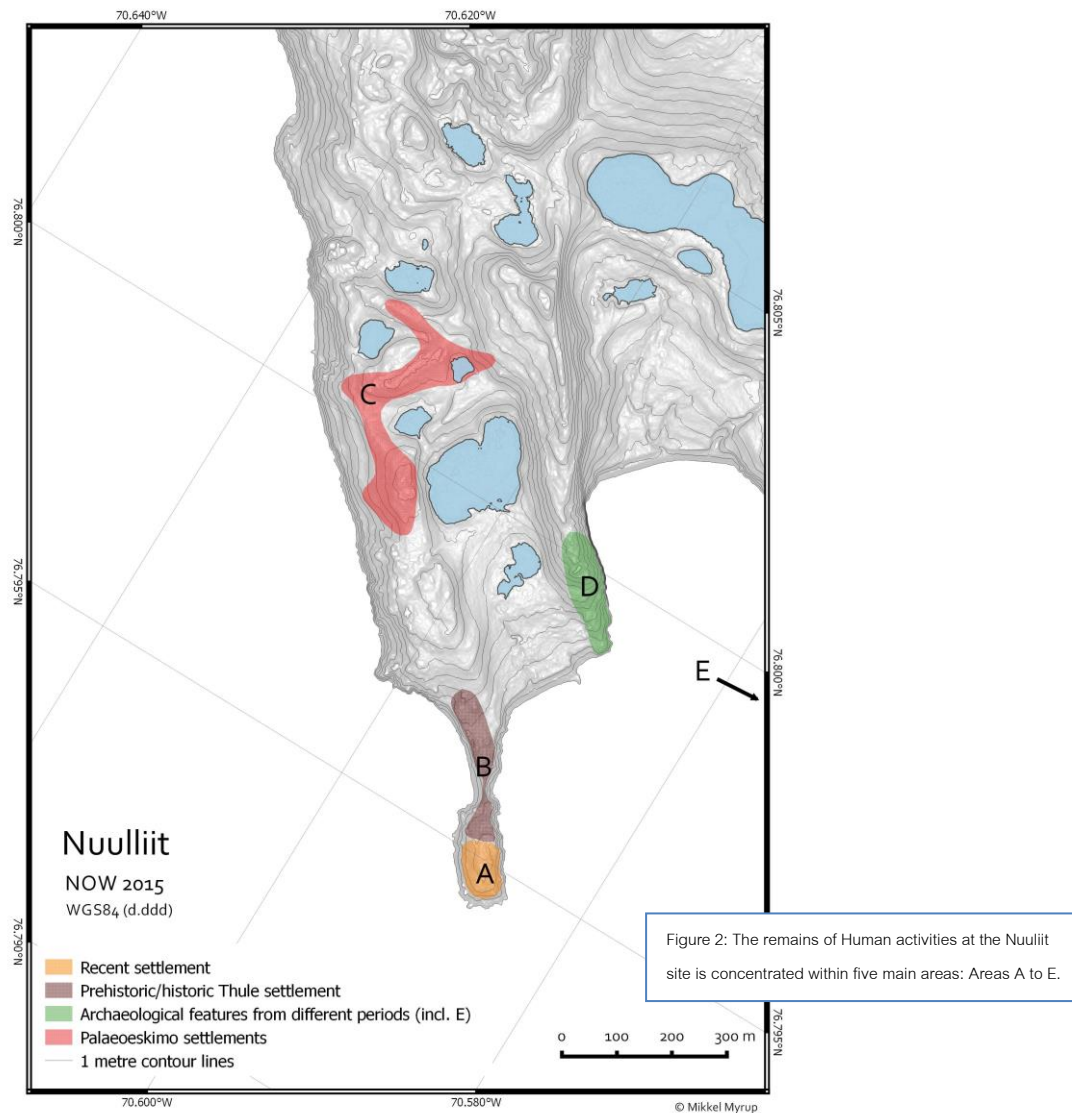 70.640°W
70.620°W
76.800°N
76.805°N
C
76.795°N
D
E
76.800°N
B
A
Nuulliit
NOW 2015
WGS84 (d.ddd)
76.790°N
Figure 2: The remains of Human activities at the Nuuliit
site is concentrated within five main areas: Areas A to E.
Recent settlement
Prehistoric/historic Thule settlement
Archaeological features from different periods (incl. E)
Palaeoeskimo settlements
1 metre contour lines
0 100 200 300 m
76.795°N
70.600°W
70.580°W
© Mikkel Myrup